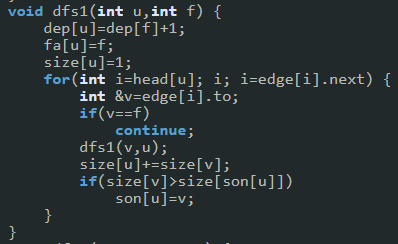 void dfs1(int u,int f) {
    dep[u]=dep[f]+1;
    fa[u]=f;
    size[u]=1;
    for(int i=head[u]; i; i=edge[i].next) {
        int &v=edge[i].to;
        if(v==f)
            continue;
        dfs1(v,u);
        size[u]+=size[v];
        if(size[v]>size[son[u]])
            son[u]=v;
    }
}